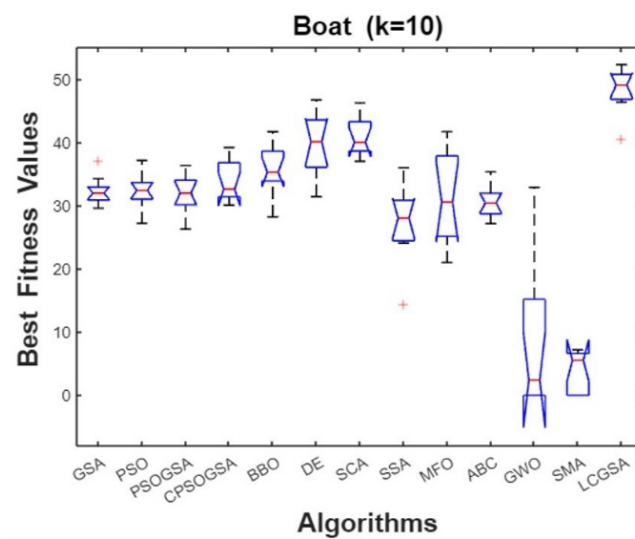 Boat (k=10)
Best Fitness Values
50
40
30
20
10
0
GSA
PSO
PSOGSA
CPSOGSA
BBO
DE
SCA
SSA
MFO
ABC
GWO
SMA
LCGSA
Algorithms